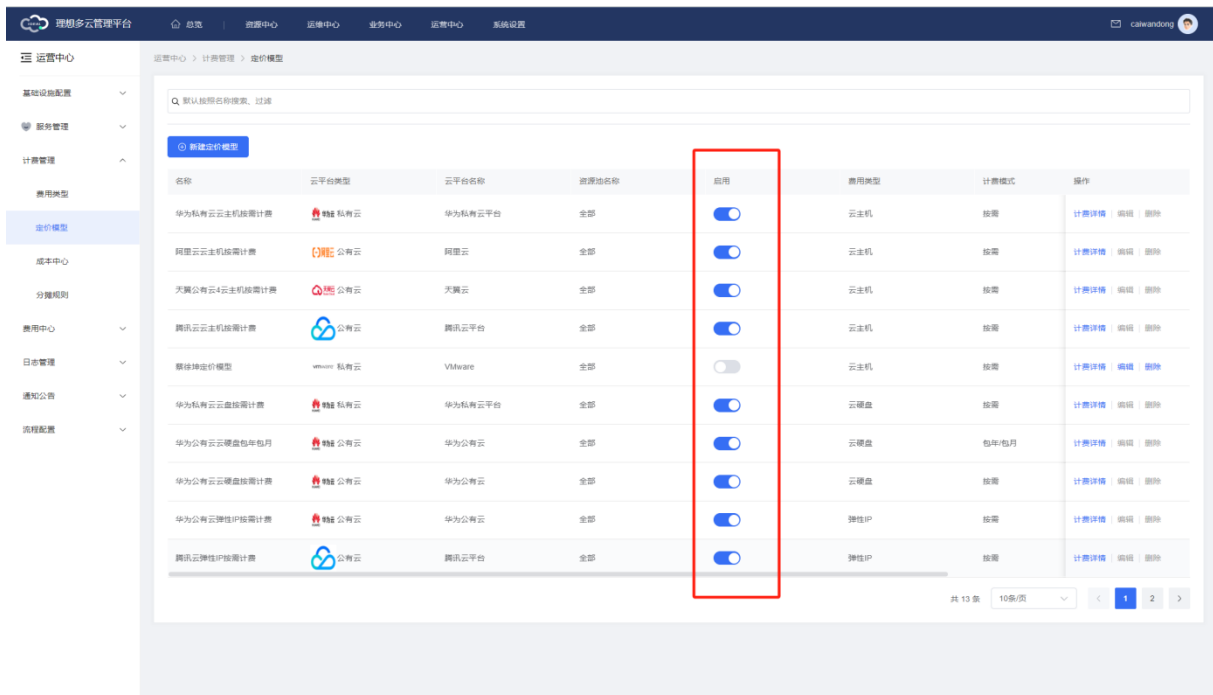 理想多云管理平台 总览 资源中心 运维中心 业务中心 运营中心 系统设置 caiwandong
运营中心
基础设施配置
服务管理
计费管理
费用类型
定价模型
成本中心
分摊规则
费用中心
日志管理
通知公告
流程配置
运营中心 > 计费管理 > 定价模型
默认按照名称搜索、过滤
新建定价模型
名称 云平台类型 云平台名称 资源池名称 启用 费用类型 计费模式 操作
华为私有云云主机按需计费 私有云 华为私有云平台 全部 云主机 按需 计费详情 编辑 删除
阿里云云主机按需计费 公有云 阿里云 全部 云主机 按需 计费详情 编辑 删除
天翼公有云4云主机按需计费 公有云 天翼云 全部 云主机 按需 计费详情 编辑 删除
腾讯云云主机按需计费 公有云 腾讯云平台 全部 云主机 按需 计费详情 编辑 删除
蔡徐坤定价模型 vmware 私有云 VMware 全部 云主机 按需 计费详情 编辑 删除
华为私有云云盘按需计费 私有云 华为私有云平台 全部 云硬盘 按需 计费详情 编辑 删除
华为公有云云硬盘包年包月 公有云 华为公有云 全部 云硬盘 包年/包月 计费详情 编辑 删除
华为公有云云硬盘按需计费 公有云 华为公有云 全部 云硬盘 按需 计费详情 编辑 删除
华为公有云弹性IP按需计费 公有云 华为公有云 全部 弹性IP 按需 计费详情 编辑 删除
腾讯云弹性IP按需计费 公有云 腾讯云平台 全部 弹性IP 按需 计费详情 编辑 删除
共 13 条 10条/页 < 1 2 >